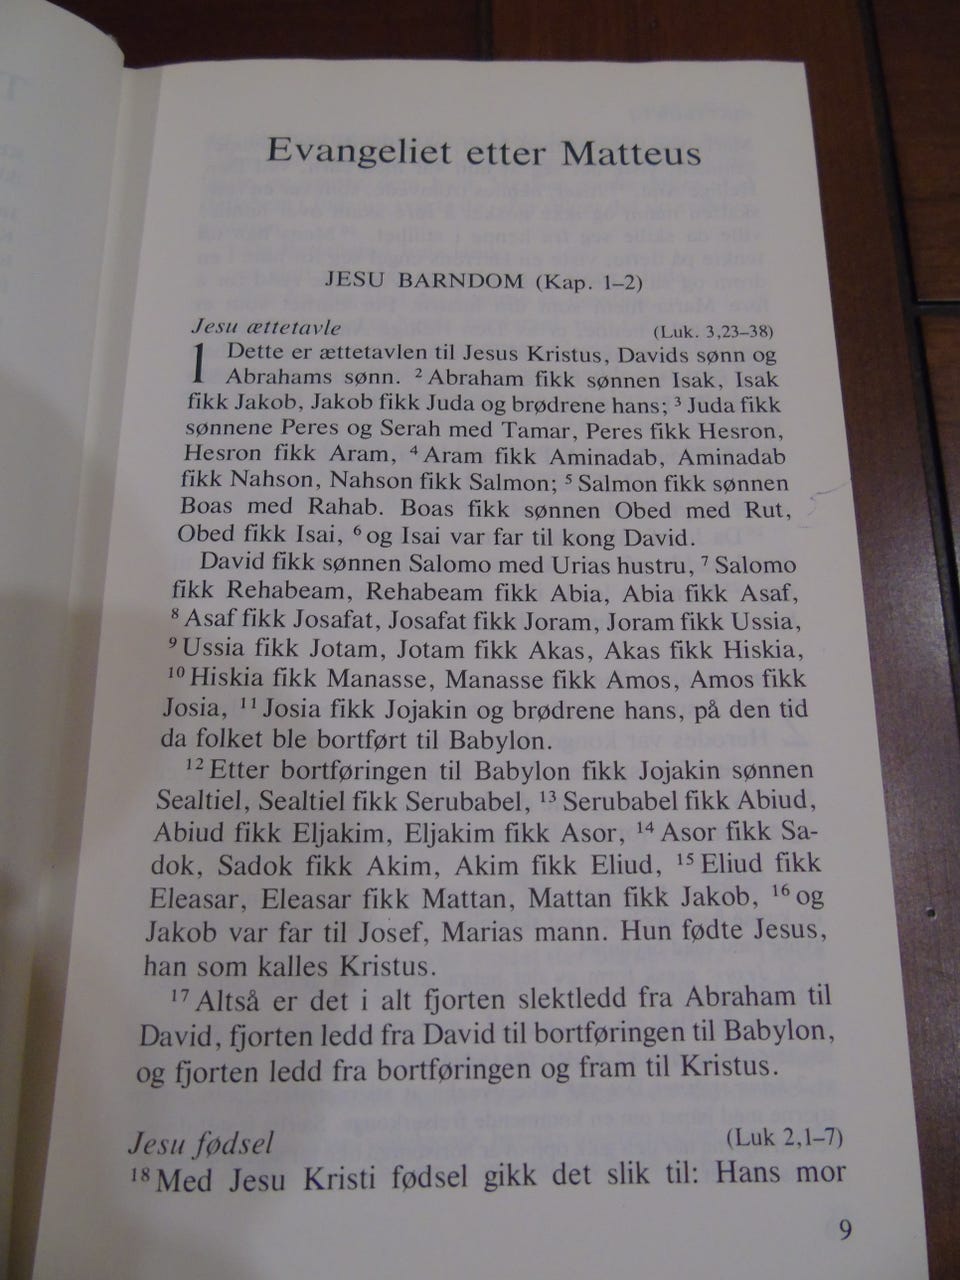 Evangeliet etter Matteus
JESU BARNDOM (Kap. 1–2)
Jesu ættetavle (Luk. 3,23–38)
1 Dette er ættetavlen til Jesus Kristus, Davids sønn og
Abrahams sønn. ² Abraham fikk sønnen Isak, Isak
fikk Jakob, Jakob fikk Juda og brødrene hans; ³ Juda fikk
sønnene Peres og Serah med Tamar, Peres fikk Hesron,
Hesron fikk Aram, ⁴ Aram fikk Aminadab, Aminadab
fikk Nahson, Nahson fikk Salmon; ⁵ Salmon fikk sønnen
Boas med Rahab. Boas fikk sønnen Obed med Rut,
Obed fikk Isai, ⁶ og Isai var far til kong David.
David fikk sønnen Salomo med Urias hustru, ⁷ Salomo
fikk Rehabeam, Rehabeam fikk Abia, Abia fikk Asaf,
⁸ Asaf fikk Josafat, Josafat fikk Joram, Joram fikk Ussia,
⁹ Ussia fikk Jotam, Jotam fikk Akas, Akas fikk Hiskia,
¹⁰ Hiskia fikk Manasse, Manasse fikk Amos, Amos fikk
Josia, ¹¹ Josia fikk Jojakin og brødrene hans, på den tid
da folket ble bortført til Babylon.
¹² Etter bortføringen til Babylon fikk Jojakin sønnen
Sealtiel, Sealtiel fikk Serubabel, ¹³ Serubabel fikk Abiud,
Abiud fikk Eljakim, Eljakim fikk Asor, ¹⁴ Asor fikk Sa-
dok, Sadok fikk Akim, Akim fikk Eliud, ¹⁵ Eliud fikk
Eleasar, Eleasar fikk Mattan, Mattan fikk Jakob, ¹⁶ og
Jakob var far til Josef, Marias mann. Hun fødte Jesus,
han som kalles Kristus.
¹⁷ Altså er det i alt fjorten slektledd fra Abraham til
David, fjorten ledd fra David til bortføringen til Babylon,
og fjorten ledd fra bortføringen og fram til Kristus.
Jesu fødsel (Luk 2,1–7)
¹⁸ Med Jesu Kristi fødsel gikk det slik til: Hans mor
9